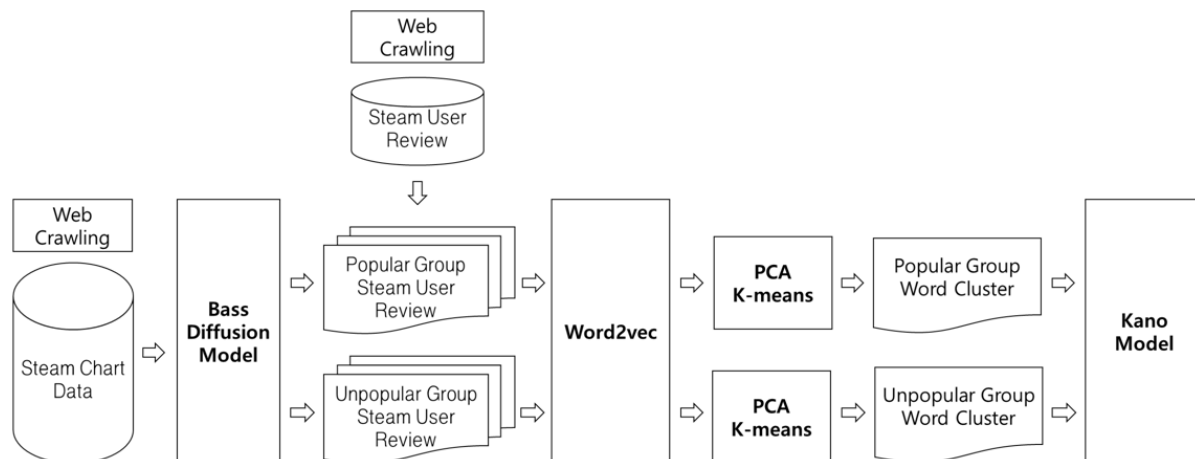 Web
Crawling
Steam User
Review
Web
Crawling
Steam Chart
Data
Bass
Diffusion
Model
Popular Group
Steam User
Review
Unpopular Group
Steam User
Review
Word2vec
PCA
K-means
PCA
K-means
Popular Group
Word Cluster
Unpopular Group
Word Cluster
Kano
Model